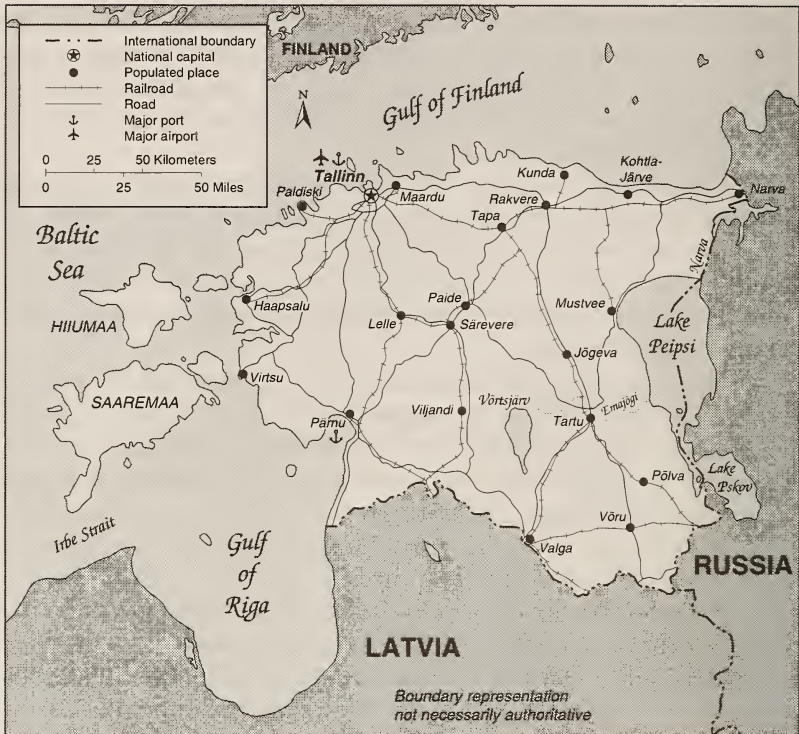 International boundary
National capital
Populated place
Railroad
Road
Major port
Major airport
0 25 50 Kilometers
0 25 50 Miles
FINLAND
N
Gulf of Finland
Tallinn
Paldiski
Maardu
Kunda
Kohtla-
Järve
Narva
Rakvere
Tapa
Baltic
Sea
Narva
HIIUMAA
Haapsalu
Paide
Lelle
Särevere
Mustvee
Lake
Peipsi
Jõgeva
SAAREMAA
Virtsu
Pärnu
Viljandi
Võrtsjärv
Tartu
Emajõgi
Põlva
Lake
Pskov
Irbe Strait
Võru
Valga
Gulf
of
Riga
RUSSIA
LATVIA
Boundary representation
not necessarily authoritative